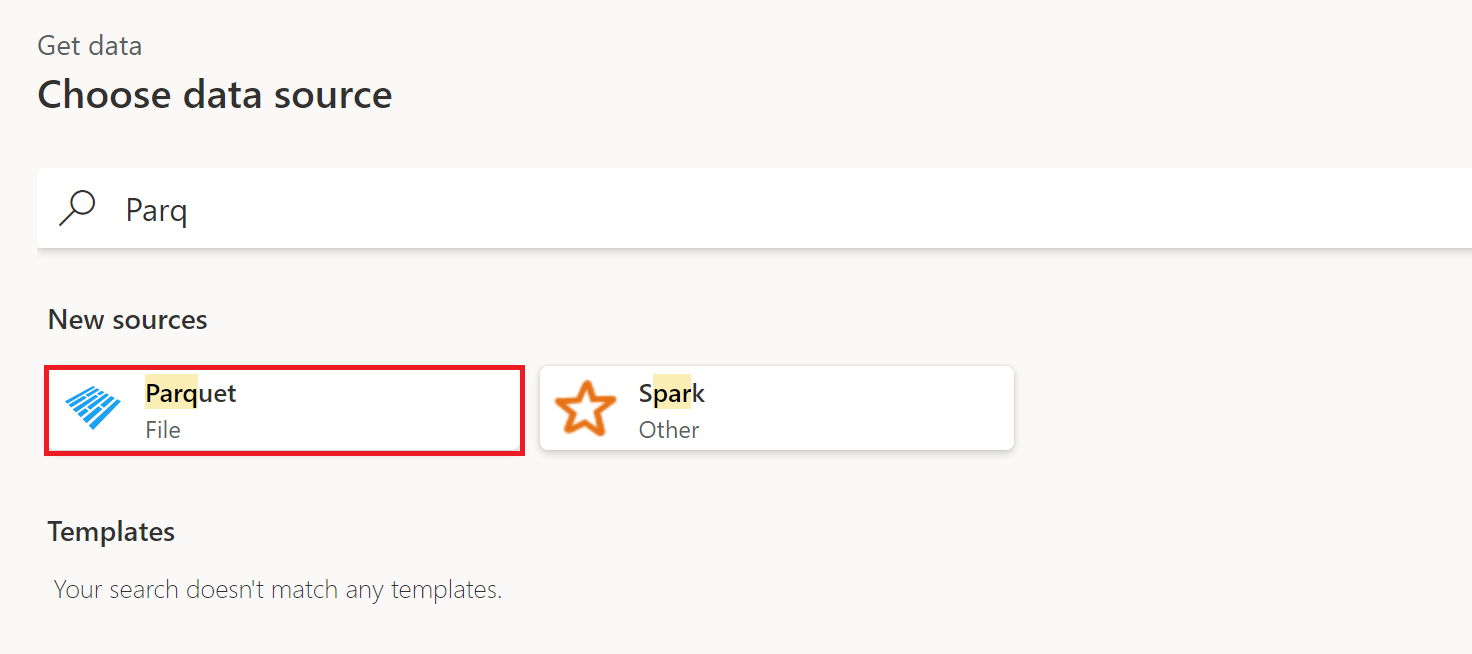 Get data
Choose data source
Parq
New sources
Parquet
File
Spark
Other
Templates
Your search doesn't match any templates.